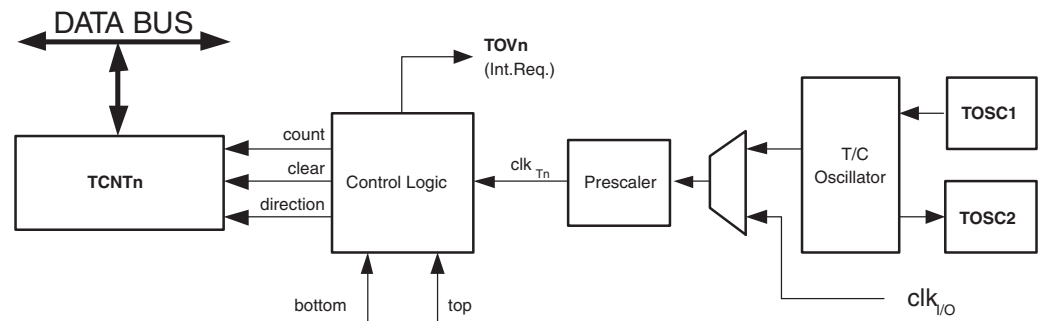 DATA BUS
TOVn
(Int.Req.)
TOSC1
count
T/C
Oscillator
TCNTn
clear
Control Logic
clk Tn
Prescaler
direction
TOSC2
bottom
top
clk I/O